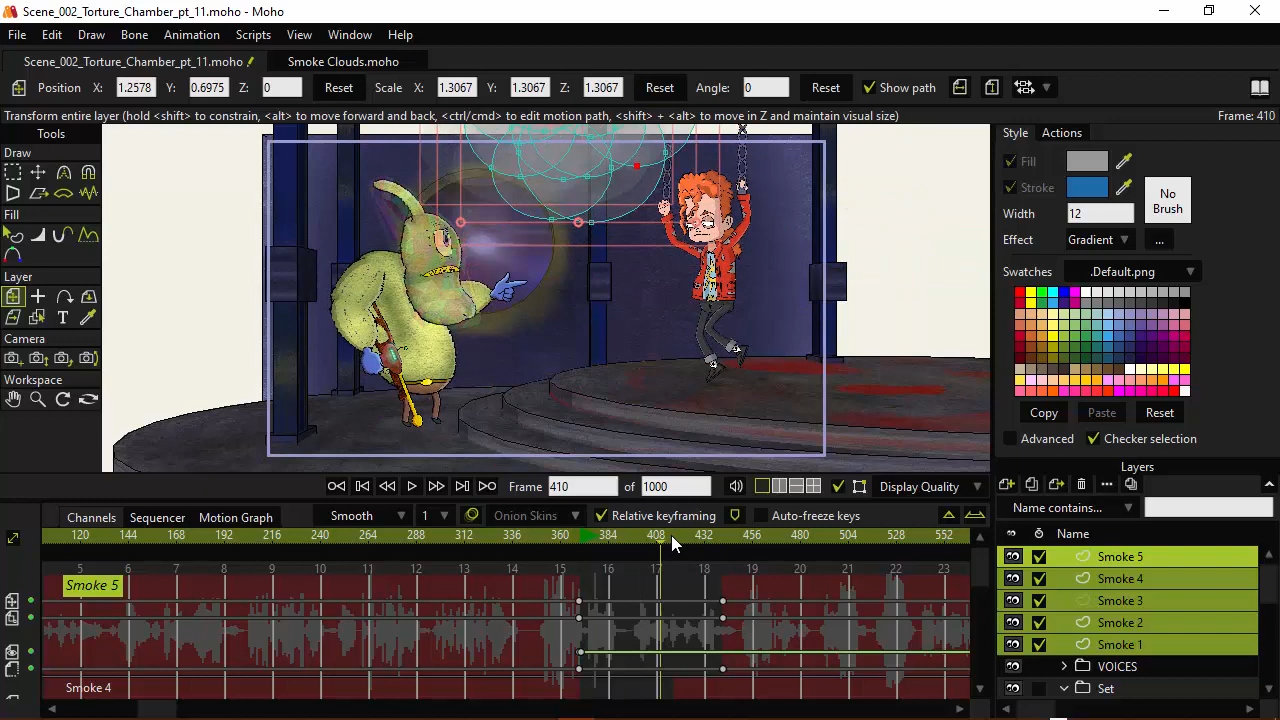 Scene_002_Torture_Chamber_pt_11.moho - Moho
File Edit Draw Bone Animation Scripts View Window Help
Scene_002_Torture_Chamber_pt_11.moho Smoke Clouds.moho
Position X: 1.2578 Y: 0.6975 Z: 0 Reset Scale X: 1.3067 Y: 1.3067 Z: 1.3067 Reset Angle: 0 Reset Show path
Transform entire layer (hold <shift> to constrain, <alt> to move forward and back, <ctrl/cmd> to edit motion path, <shift> + <alt> to move in Z and maintain visual size) Frame: 410
Tools
Draw
Fill
Layer
T
Camera
Workspace
Style Actions
Fill
Stroke
No Brush
Width 12
Effect Gradient ...
Swatches .Default.png
Copy Paste Reset
Advanced Checker selection
Frame 410 of 1000 Display Quality
Channels Sequencer Motion Graph Smooth 1 Onion Skins Relative keyframing Auto-freeze keys
120 144 168 192 216 240 264 288 312 336 360 384 408 432 456 480 504 528 552
5 6 7 8 9 10 11 12 13 14 15 16 17 18 19 20 21 22 23
Smoke 5
Smoke 4
Layers
Name contains...
Name
Smoke 5
Smoke 4
Smoke 3
Smoke 2
Smoke 1
VOICES
Set